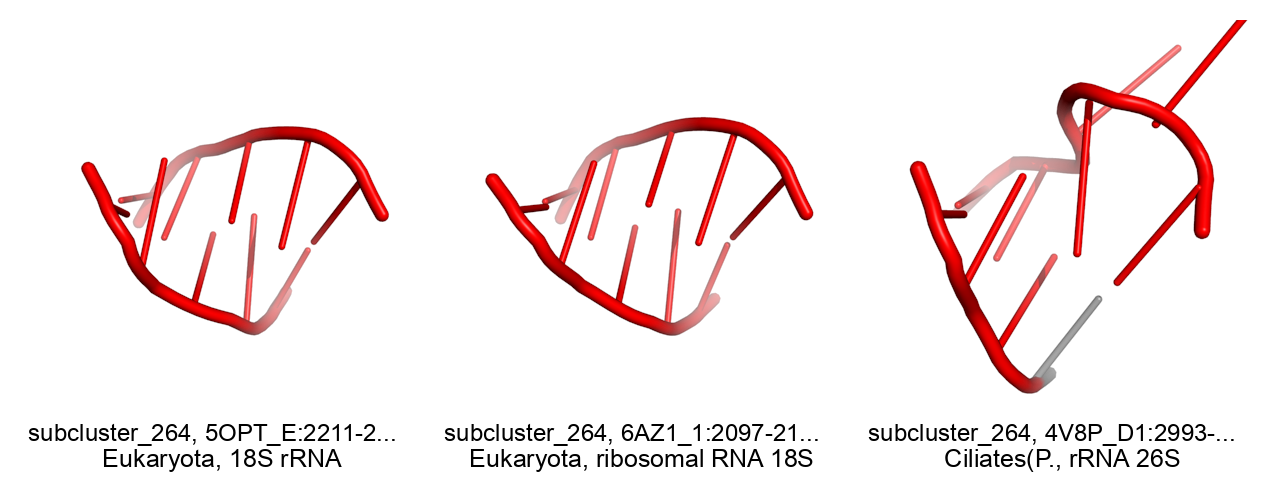 subcluster_264, 5OPT_E:2211-2...
Eukaryota, 18S rRNA
subcluster_264, 6AZ1_1:2097-21...
Eukaryota, ribosomal RNA 18S
subcluster_264, 4V8P_D1:2993-...
Ciliates(P., rRNA 26S